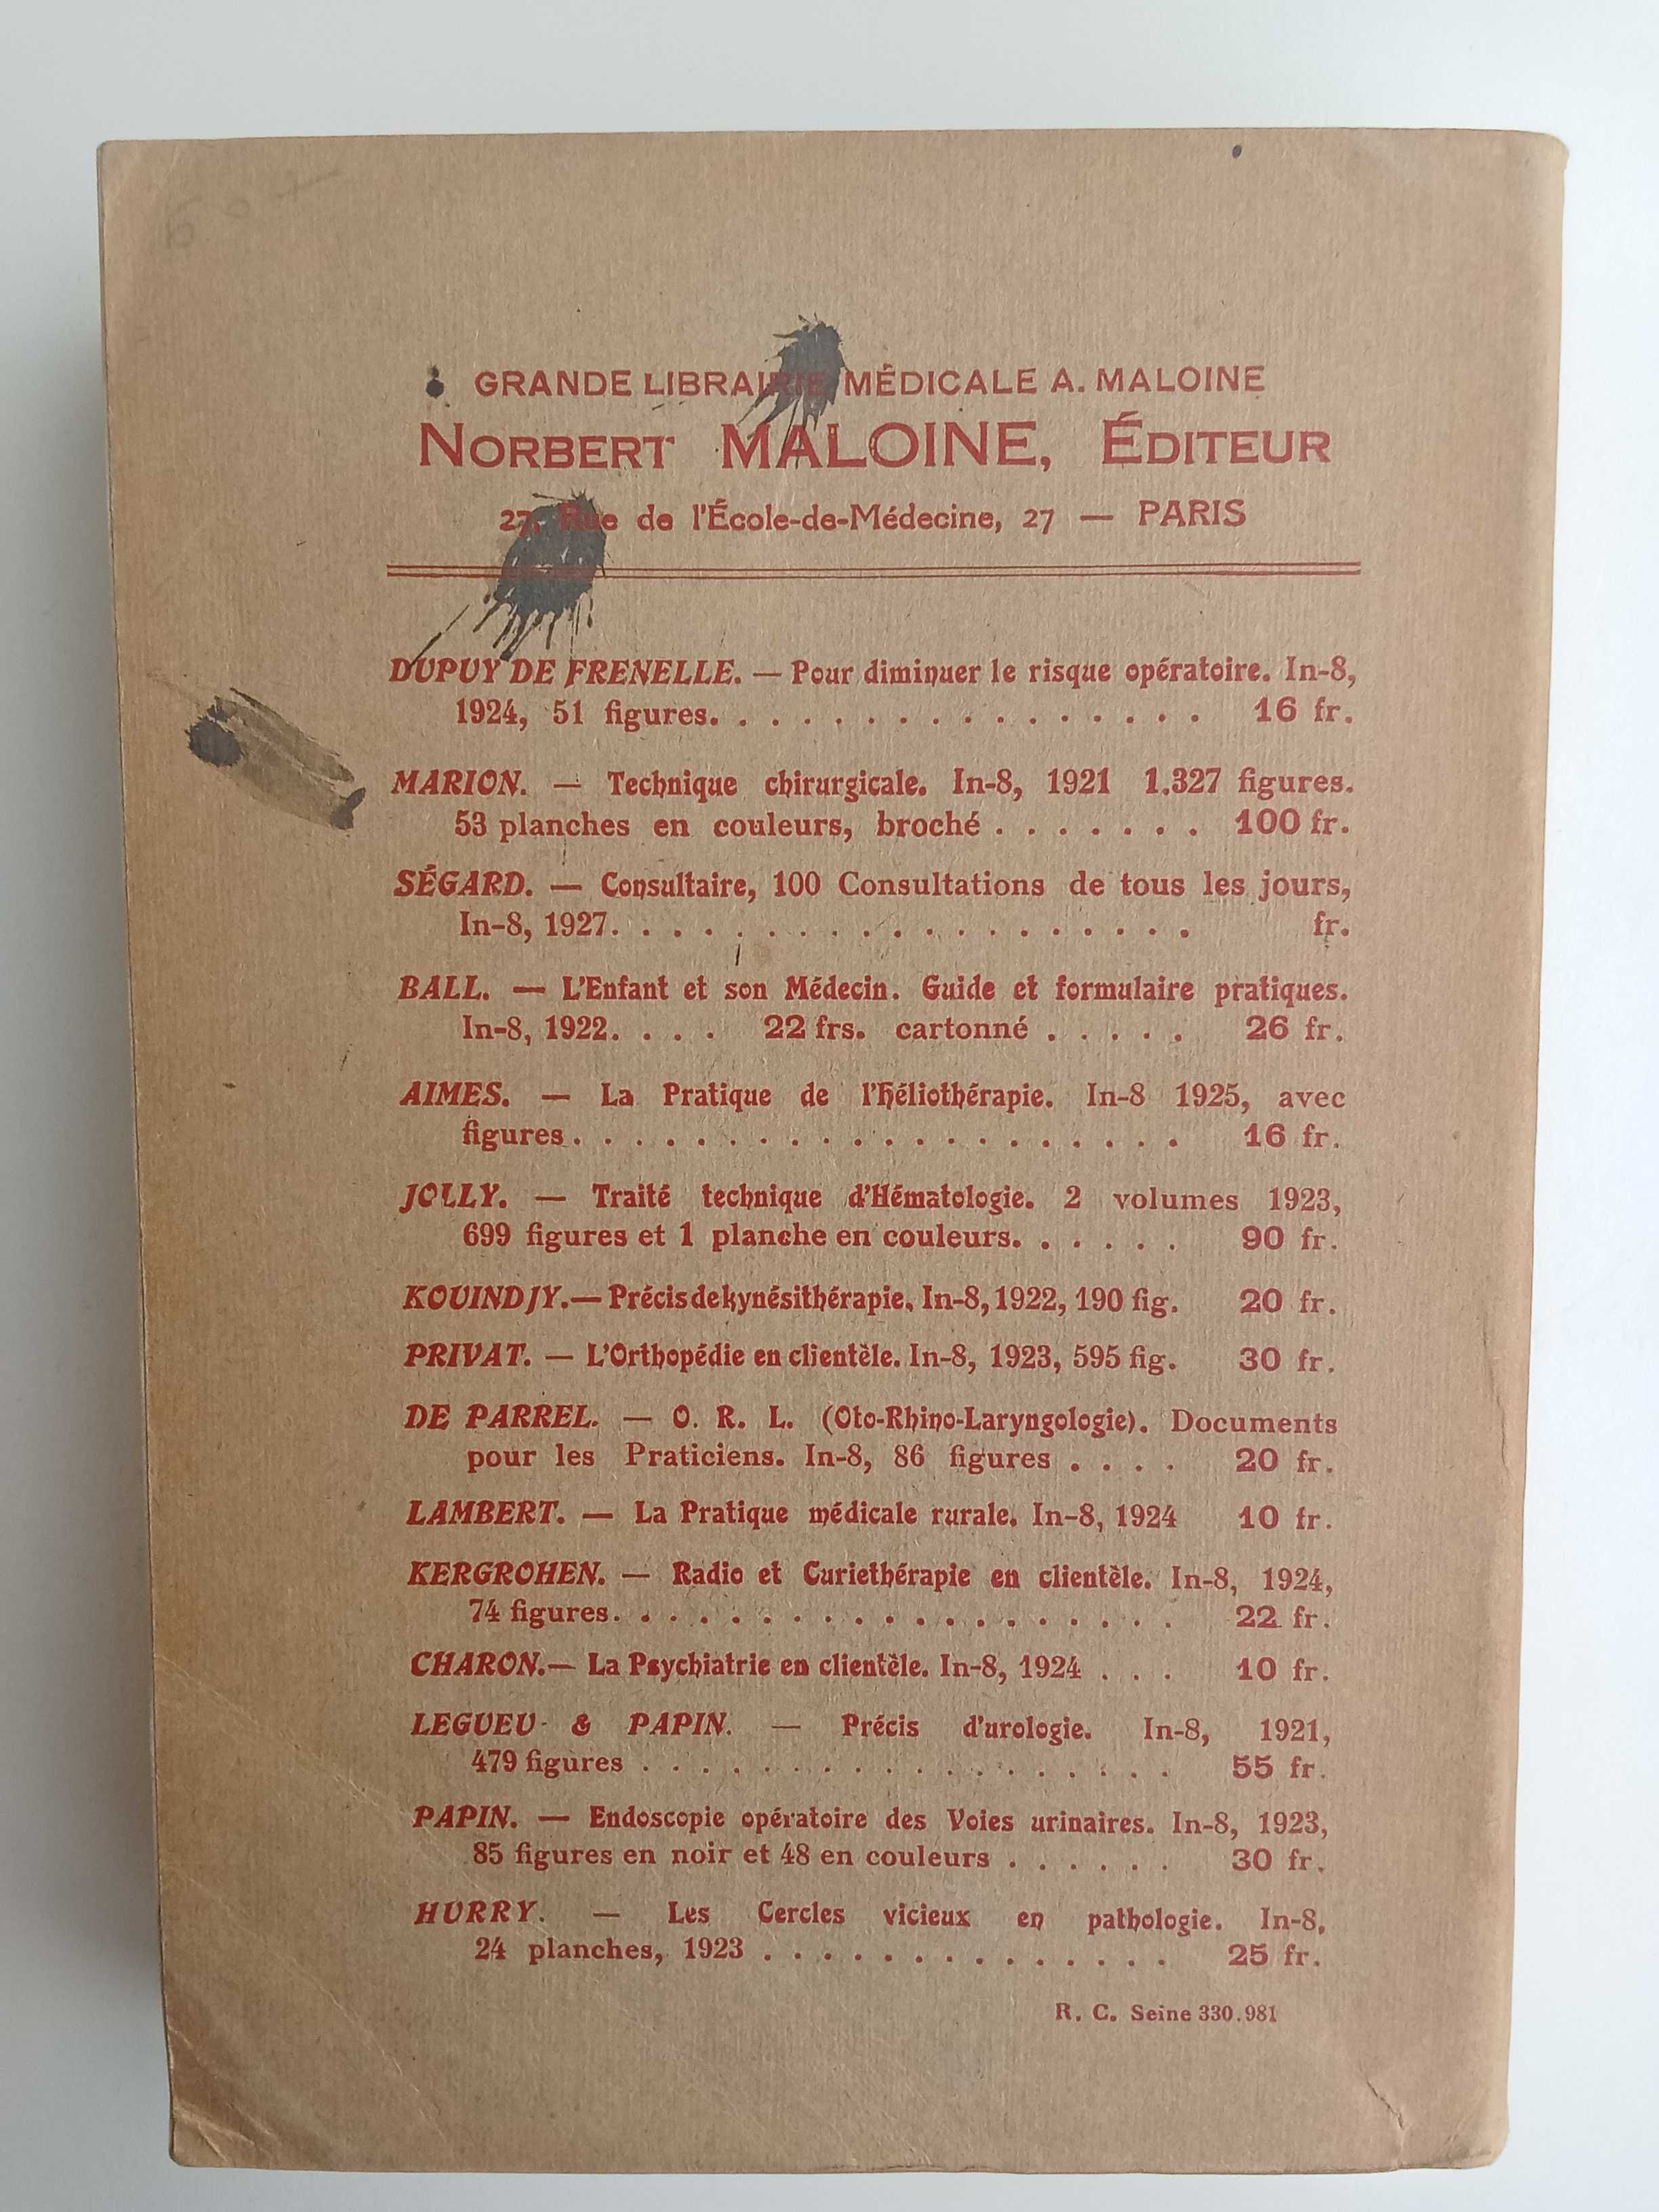 GRANDE LIBRAIRIE MÉDICALE A. MALOINE
NORBERT MALOINE, ÉDITEUR
27, Rue de l'École-de-Médecine, 27 — PARIS
DUPUY DE FRENELLE. — Pour diminuer le risque opératoire. In-8,
1924, 51 figures. . . . . . . . . . . . . . . . . 16 fr.
MARION. — Technique chirurgicale. In-8, 1921 1.327 figures.
53 planches en couleurs, broché . . . . . . . 100 fr.
SÉGARD. — Consultaire, 100 Consultations de tous les jours,
In-8, 1927. . . . . . . . . . . . . . . . . . . fr.
BALL. — L'Enfant et son Médecin. Guide et formulaire pratiques.
In-8, 1922. . . . 22 frs. cartonné . . . . . 26 fr.
AIMES. — La Pratique de l'héliothérapie. In-8 1925, avec
figures. . . . . . . . . . . . . . . . . . . . 16 fr.
JOLLY. — Traité technique d'Hématologie. 2 volumes 1923,
699 figures et 1 planche en couleurs. . . . . . 90 fr.
KOUINDJY. — Précis de kynésithérapie. In-8, 1922, 190 fig. 20 fr.
PRIVAT. — L'Orthopédie en clientèle. In-8, 1923, 595 fig. 30 fr.
DE PARREL. — O. R. L. (Oto-Rhino-Laryngologie). Documents
pour les Praticiens. In-8, 86 figures . . . . 20 fr.
LAMBERT. — La Pratique médicale rurale. In-8, 1924 10 fr.
KERGROHEN. — Radio et Curiethérapie en clientèle. In-8, 1924,
74 figures. . . . . . . . . . . . . . . . . . . 22 fr.
CHARON. — La Psychiatrie en clientèle. In-8, 1924 . . . 10 fr.
LEGUEU & PAPIN. — Précis d'urologie. In-8, 1921,
479 figures . . . . . . . . . . . . . . . . . . 55 fr.
PAPIN. — Endoscopie opératoire des Voies urinaires. In-8, 1923,
85 figures en noir et 48 en couleurs . . . . . . 30 fr.
HURRY. — Les Cercles vicieux en pathologie. In-8,
24 planches, 1923 . . . . . . . . . . . . . . 25 fr.
R. C. Seine 330.981